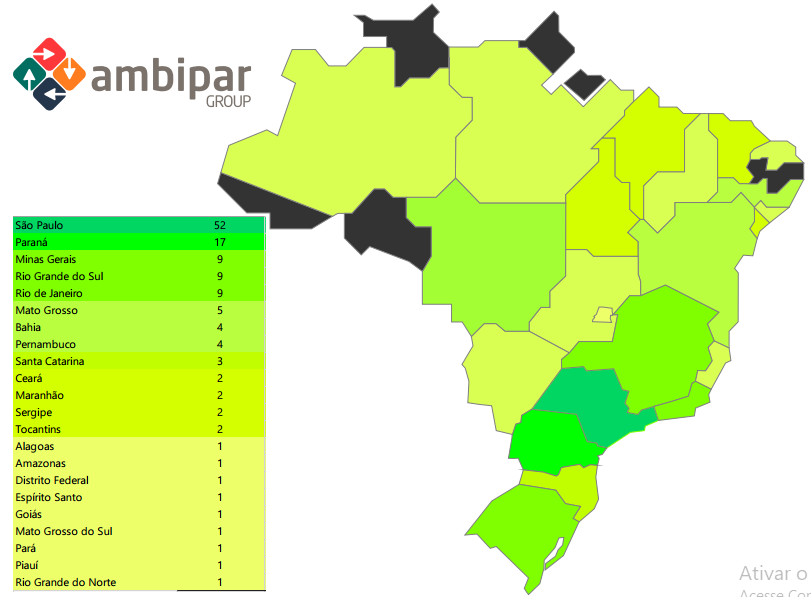 ambipar
GROUP
São Paulo 52
Paraná 17
Minas Gerais 9
Rio Grande do Sul 9
Rio de Janeiro 9
Mato Grosso 5
Bahia 4
Pernambuco 4
Santa Catarina 3
Ceará 2
Maranhão 2
Sergipe 2
Tocantins 2
Alagoas 1
Amazonas 1
Distrito Federal 1
Espírito Santo 1
Goiás 1
Mato Grosso do Sul 1
Pará 1
Piauí 1
Rio Grande do Norte 1
Ativar o
Acesse Con